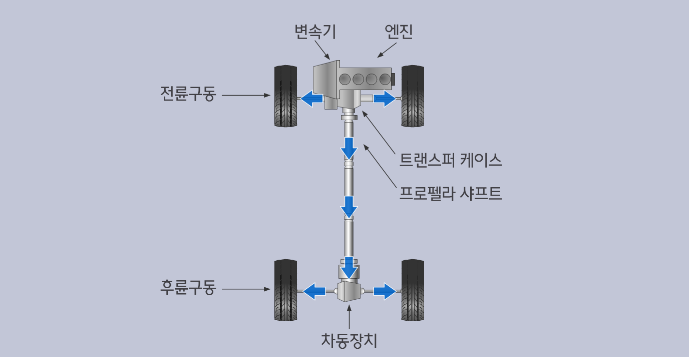 변속기
엔진
전륜구동
트랜스퍼 케이스
프로펠라 샤프트
후륜구동
차동장치